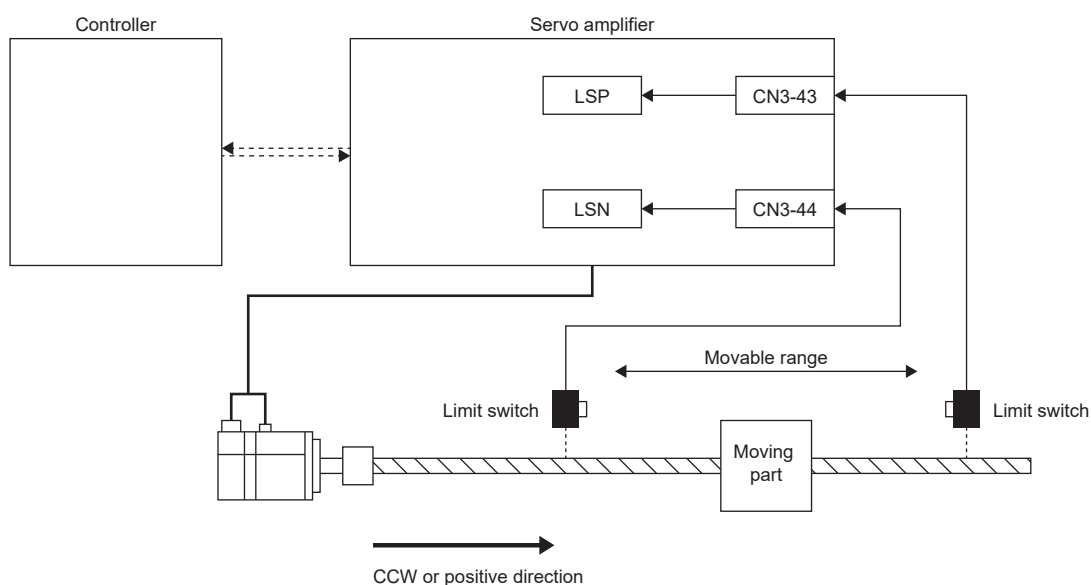 Controller
Servo amplifier
LSP
CN3-43
LSN
CN3-44
Movable range
Limit switch
Limit switch
Moving
part
CCW or positive direction